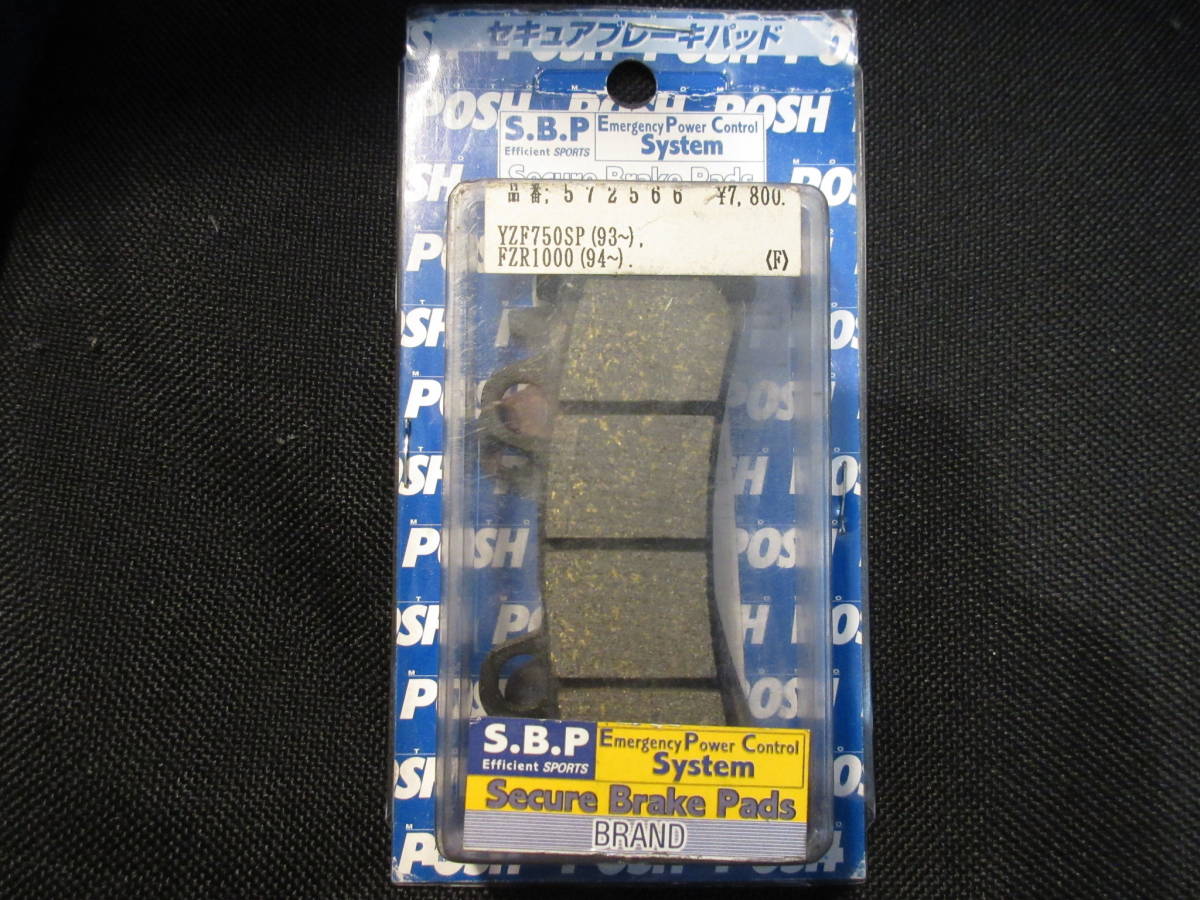 セキュアブレーキパッド
POSH POSH POSH
S.B.P
Efficient SPORTS
Emergency Power Control
System
Secure Brake Pads
品番; 572566 ¥7,800.
YZF750SP(93~),
FZR1000(94~). 〈F〉
S.B.P
Efficient SPORTS
Emergency Power Control
System
Secure Brake Pads
BRAND